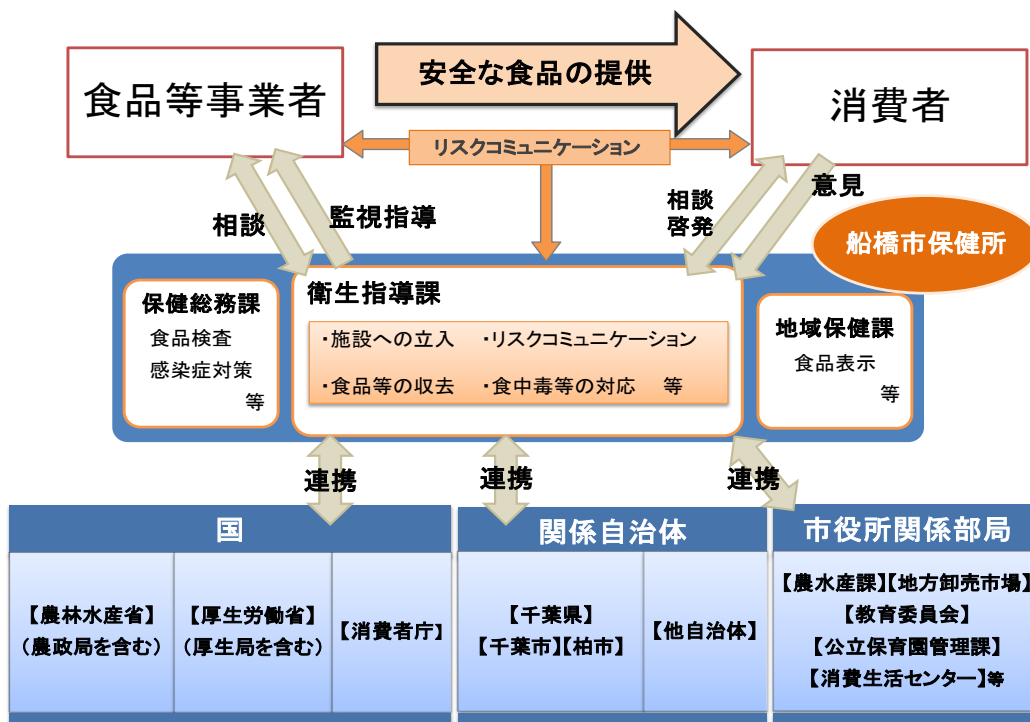 安全な食品の提供
食品等事業者
消費者
リスクコミュニケーション
相談
監視指導
相談
啓発
意見
船橋市保健所
保健総務課
食品検査
感染症対策
等
衛生指導課
・施設への立入 ・リスクコミュニケーション
・食品等の収去 ・食中毒等の対応 等
地域保健課
食品表示
等
連携
連携
連携
国
【農林水産省】
(農政局を含む)
【厚生労働省】
(厚生局を含む)
【消費者庁】
関係自治体
【千葉県】
【千葉市】【柏市】
【他自治体】
市役所関係部局
【農水産課】【地方卸売市場】
【教育委員会】
【公立保育園管理課】
【消費生活センター】等